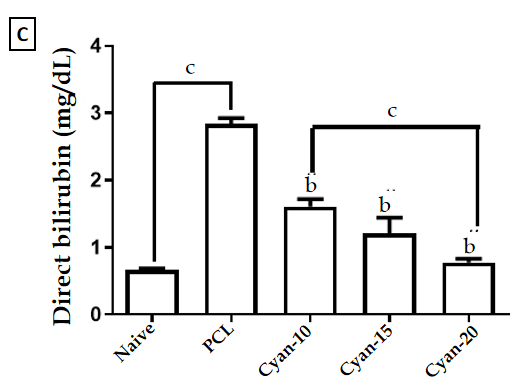 C
Direct bilirubin (mg/dL)
4
3
2
1
0
c
c
b
b
b
Naive
PCL
Cyan-10
Cyan-15
Cyan-20